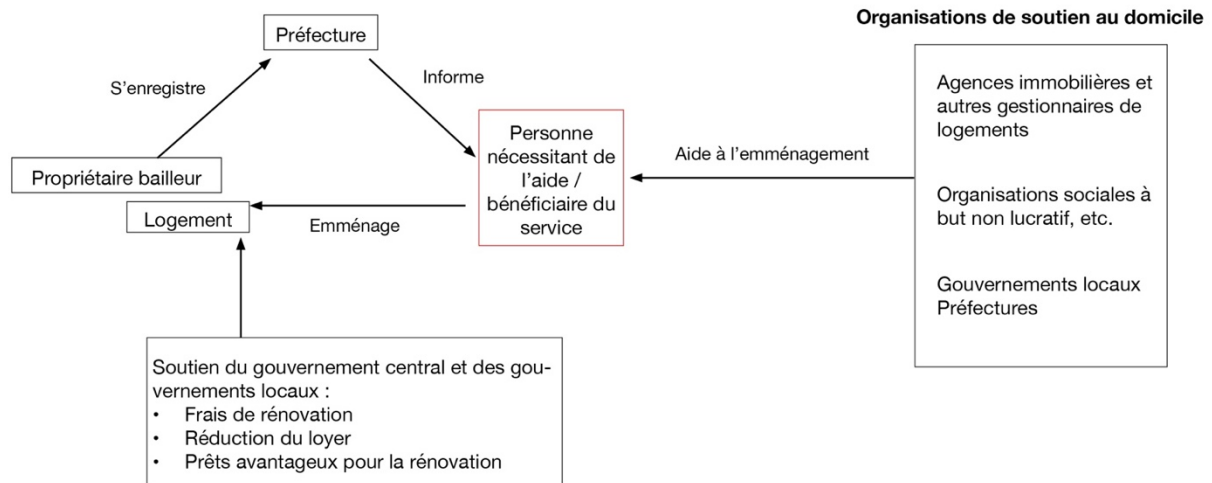 Organisations de soutien au domicile
Préfecture
S’enregistre
Informe
Propriétaire bailleur
Logement
Emménage
Personne
nécessitant de
l’aide /
bénéficiaire du
service
Aide à l’emménagement
Agences immobilières et
autres gestionnaires de
logements
Organisations sociales à
but non lucratif, etc.
Gouvernements locaux
Préfectures
Soutien du gouvernement central et des gou-
vernements locaux :
• Frais de rénovation
• Réduction du loyer
• Prêts avantageux pour la rénovation